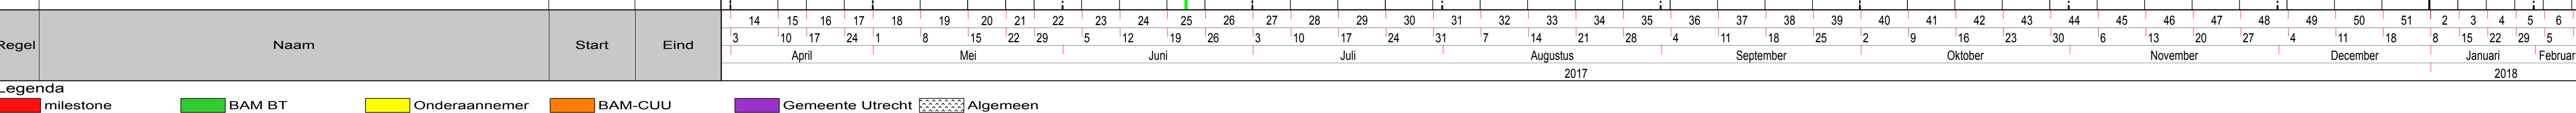 14 15 16 17 18 19 20 21 22 23 24 25 26 27 28 29 30 31 32 33 34 35 36 37 38 39 40 41 42 43 44 45 46 47 48 49 50 51 2 3 4 5 6
3 10 17 24 1 8 15 22 29 5 12 19 26 3 10 17 24 31 7 14 21 28 4 11 18 25 2 9 16 23 30 6 13 20 27 4 11 18 8 15 22 29 5
Regel Naam Start Eind
April Mei Juni Juli Augustus September Oktober November December Januari Februar
2017 2018
Legenda
milestone BAM BT Onderaannemer BAM-CUU Gemeente Utrecht Algemeen